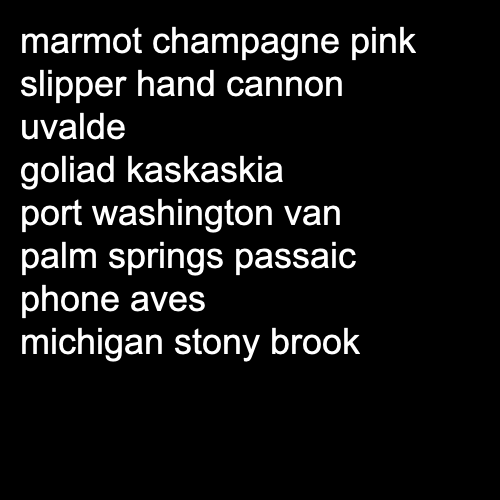 marmot champagne pink
slipper hand cannon
uvalde
goliad kaskaskia
port washington van
palm springs passaic
phone aves
michigan stony brook